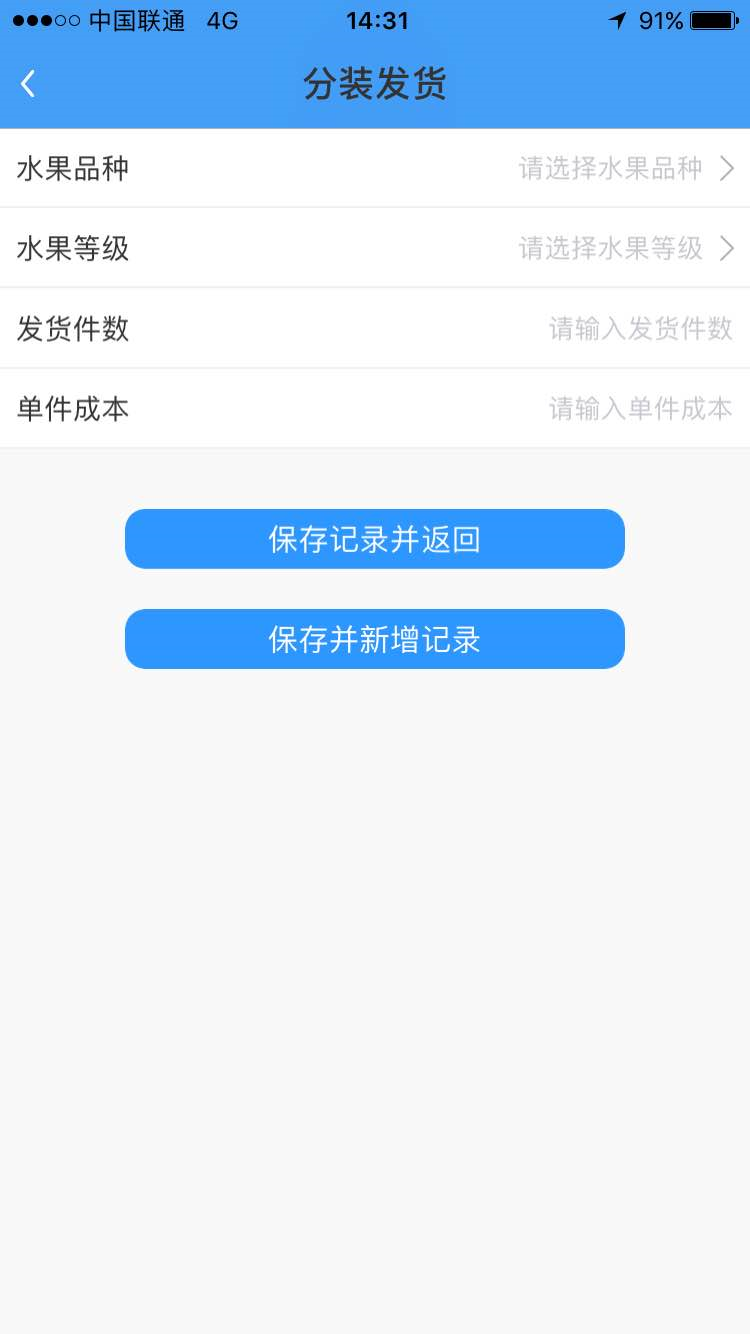 中国联通 4G 14:31 91%
分装发货
水果品种 请选择水果品种
水果等级 请选择水果等级
发货件数 请输入发货件数
单件成本 请输入单件成本
保存记录并返回
保存并新增记录